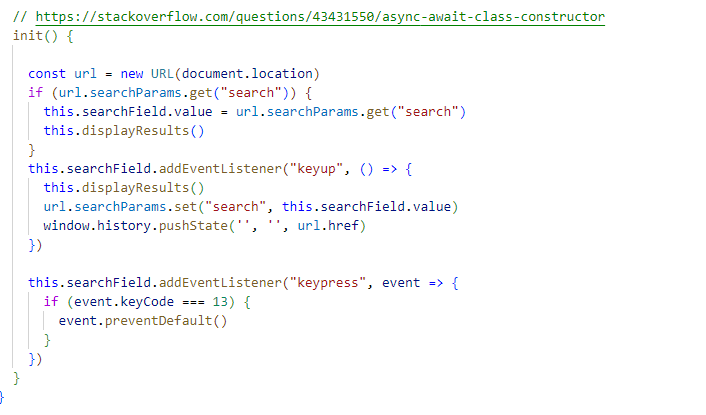 // https://stackoverflow.com/questions/43431550/async-await-class-constructor
init() {
const url = new URL(document.location)
if (url.searchParams.get("search")) {
this.searchField.value = url.searchParams.get("search")
this.displayResults()
}
this.searchField.addEventListener("keyup", () => {
this.displayResults()
url.searchParams.set("search", this.searchField.value)
window.history.pushState('', '', url.href)
})
this.searchField.addEventListener("keypress", event => {
if (event.keyCode === 13) {
event.preventDefault()
}
})
}
}